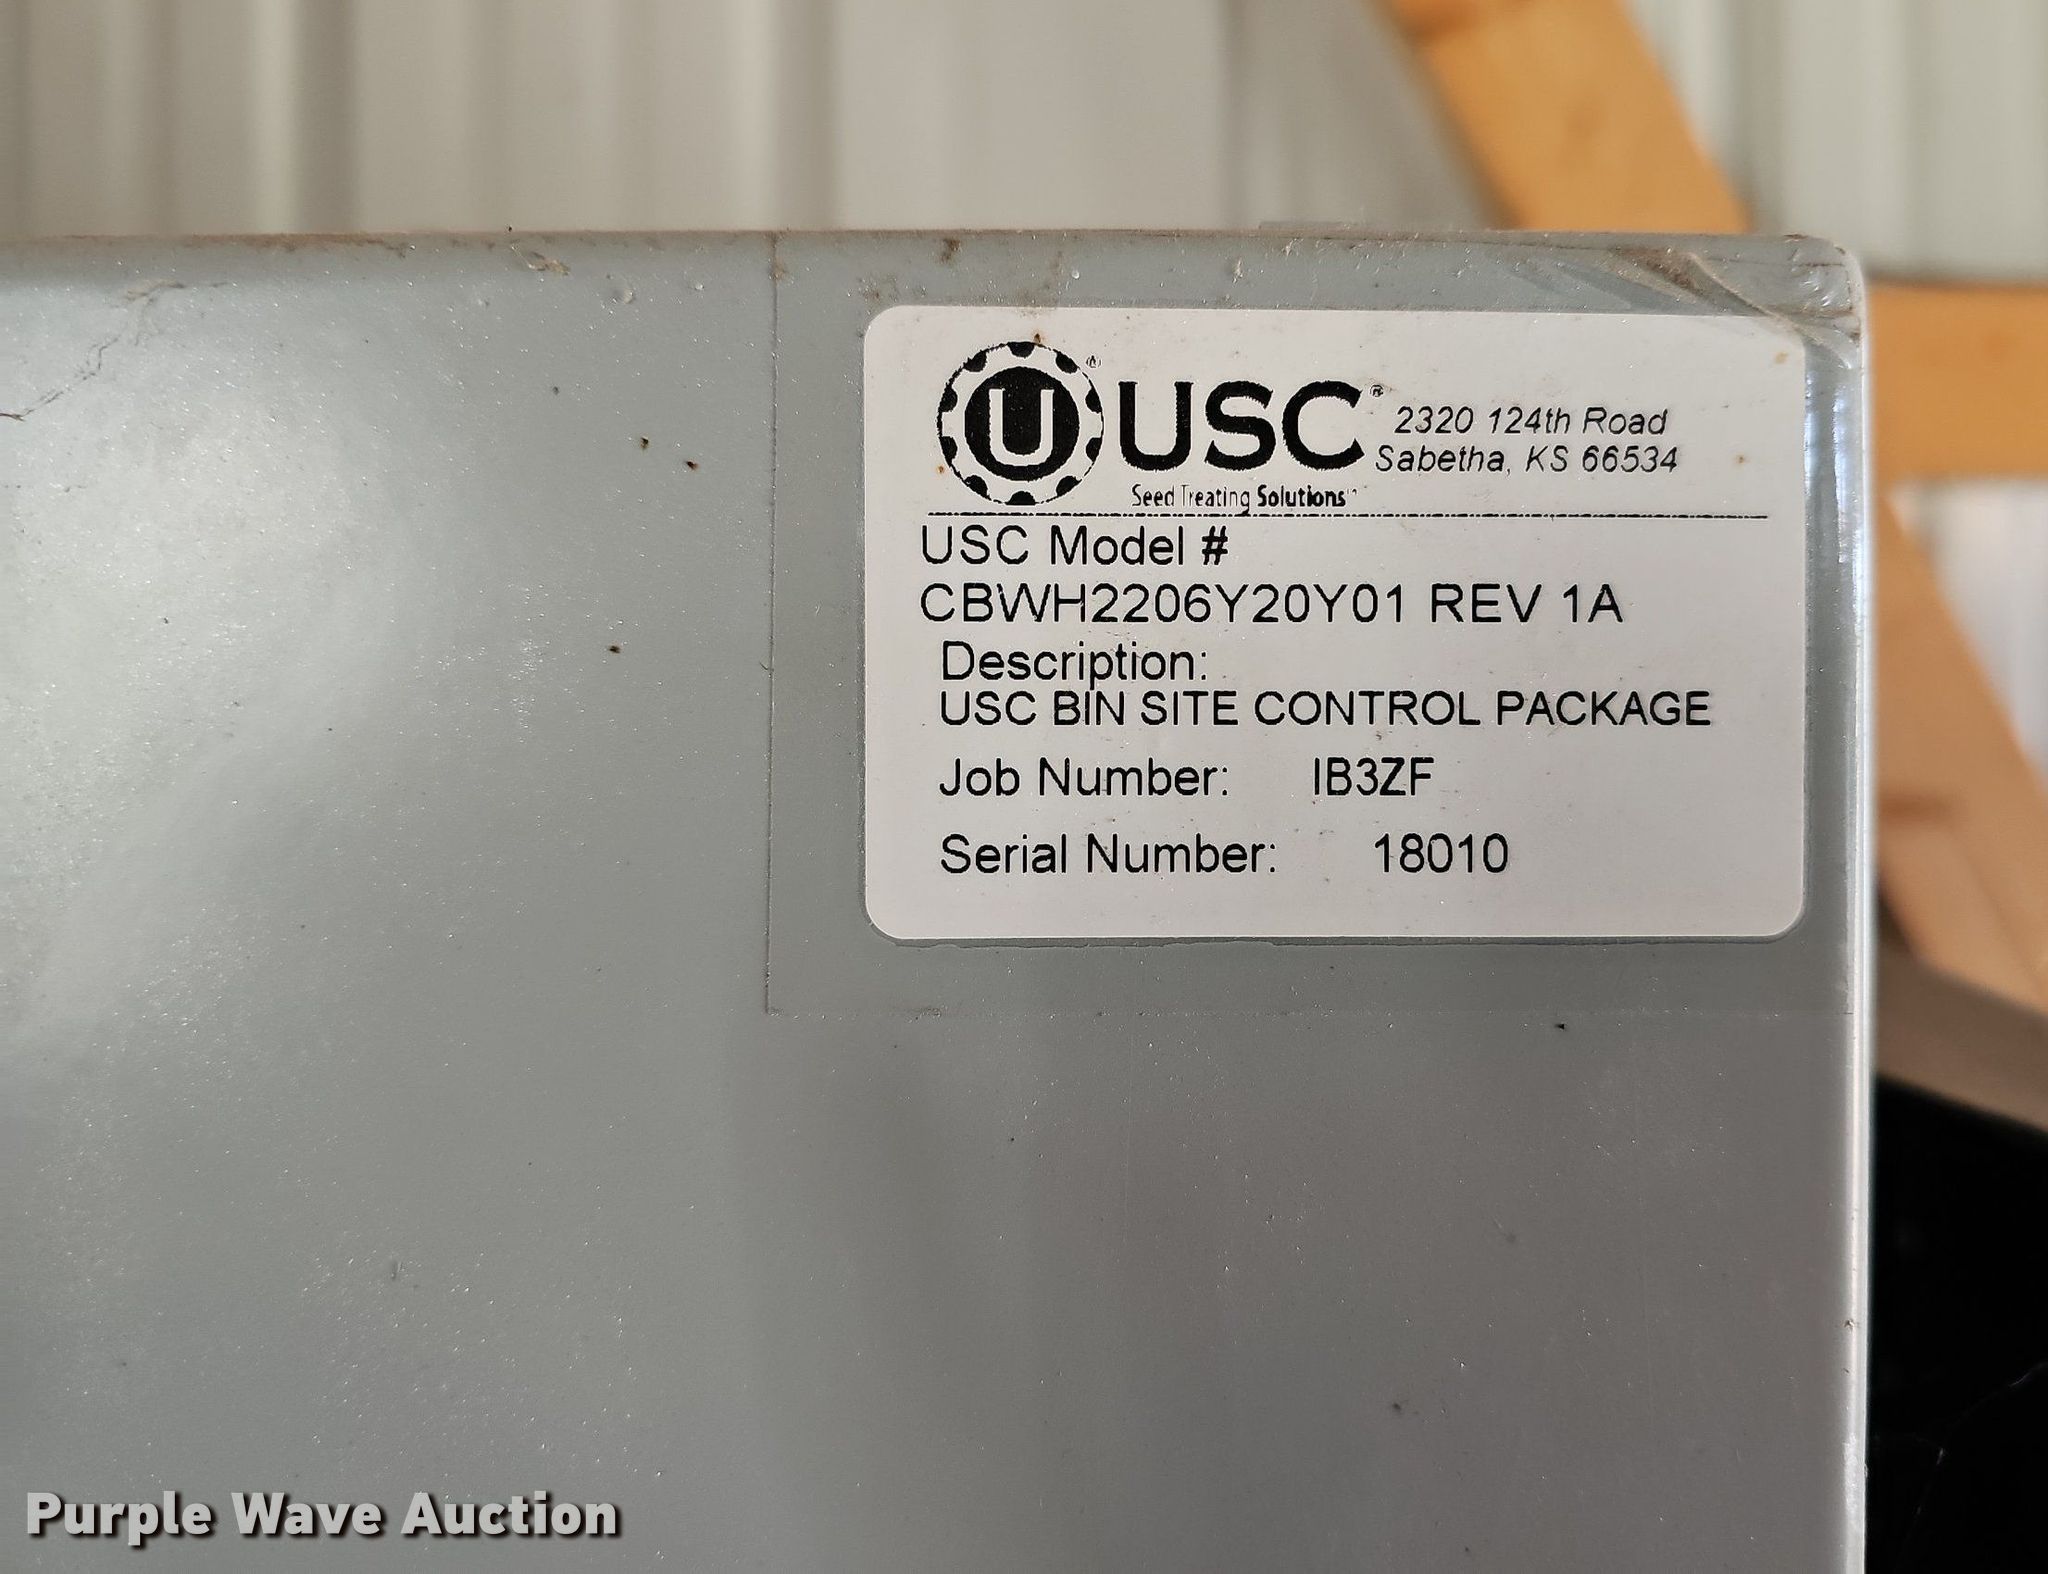 U® USC® 2320 124th Road
Sabetha, KS 66534
Seed Treating Solutions™
USC Model #
CBWH2206Y20Y01 REV 1A
Description:
USC BIN SITE CONTROL PACKAGE
Job Number: IB3ZF
Serial Number: 18010
Purple Wave Auction